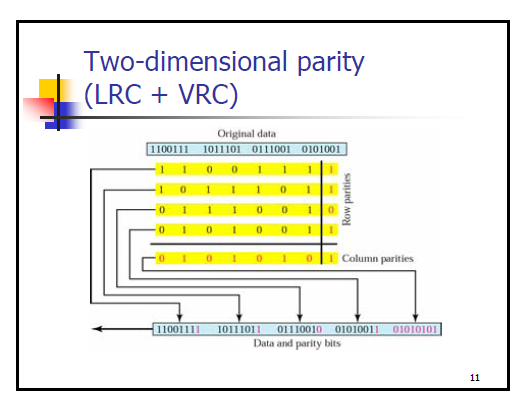 Two-dimensional parity
(LRC + VRC)
Original data
1100111 1011101 0111001 0101001
1 1 0 0 1 1 1 1
1 0 1 1 1 0 1 1
0 1 1 1 0 0 1 0
0 1 0 1 0 0 1 1
Row parities
0 1 0 1 0 1 0 1 Column parities
11001111 10111011 01110010 01010011 01010101
Data and parity bits
11